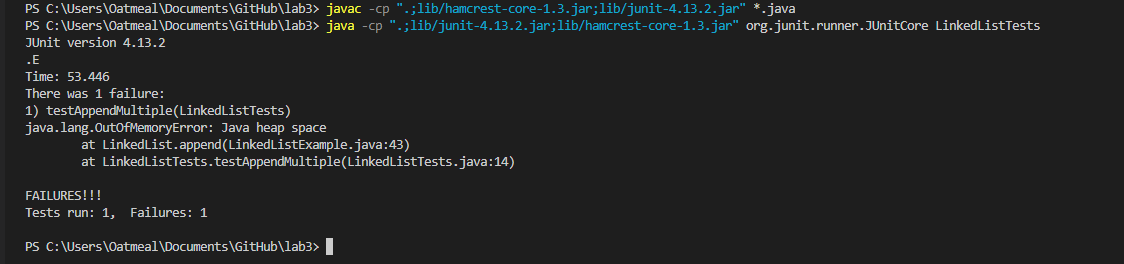 PS C:\Users\Oatmeal\Documents\GitHub\lab3> javac -cp ".;lib/hamcrest-core-1.3.jar;lib/junit-4.13.2.jar" *.java
PS C:\Users\Oatmeal\Documents\GitHub\lab3> java -cp ".;lib/junit-4.13.2.jar;lib/hamcrest-core-1.3.jar" org.junit.runner.JUnitCore LinkedListTests
JUnit version 4.13.2
.E
Time: 53.446
There was 1 failure:
1) testAppendMultiple(LinkedListTests)
java.lang.OutOfMemoryError: Java heap space
at LinkedList.append(LinkedListExample.java:43)
at LinkedListTests.testAppendMultiple(LinkedListTests.java:14)
FAILURES!!!
Tests run: 1,  Failures: 1
PS C:\Users\Oatmeal\Documents\GitHub\lab3>